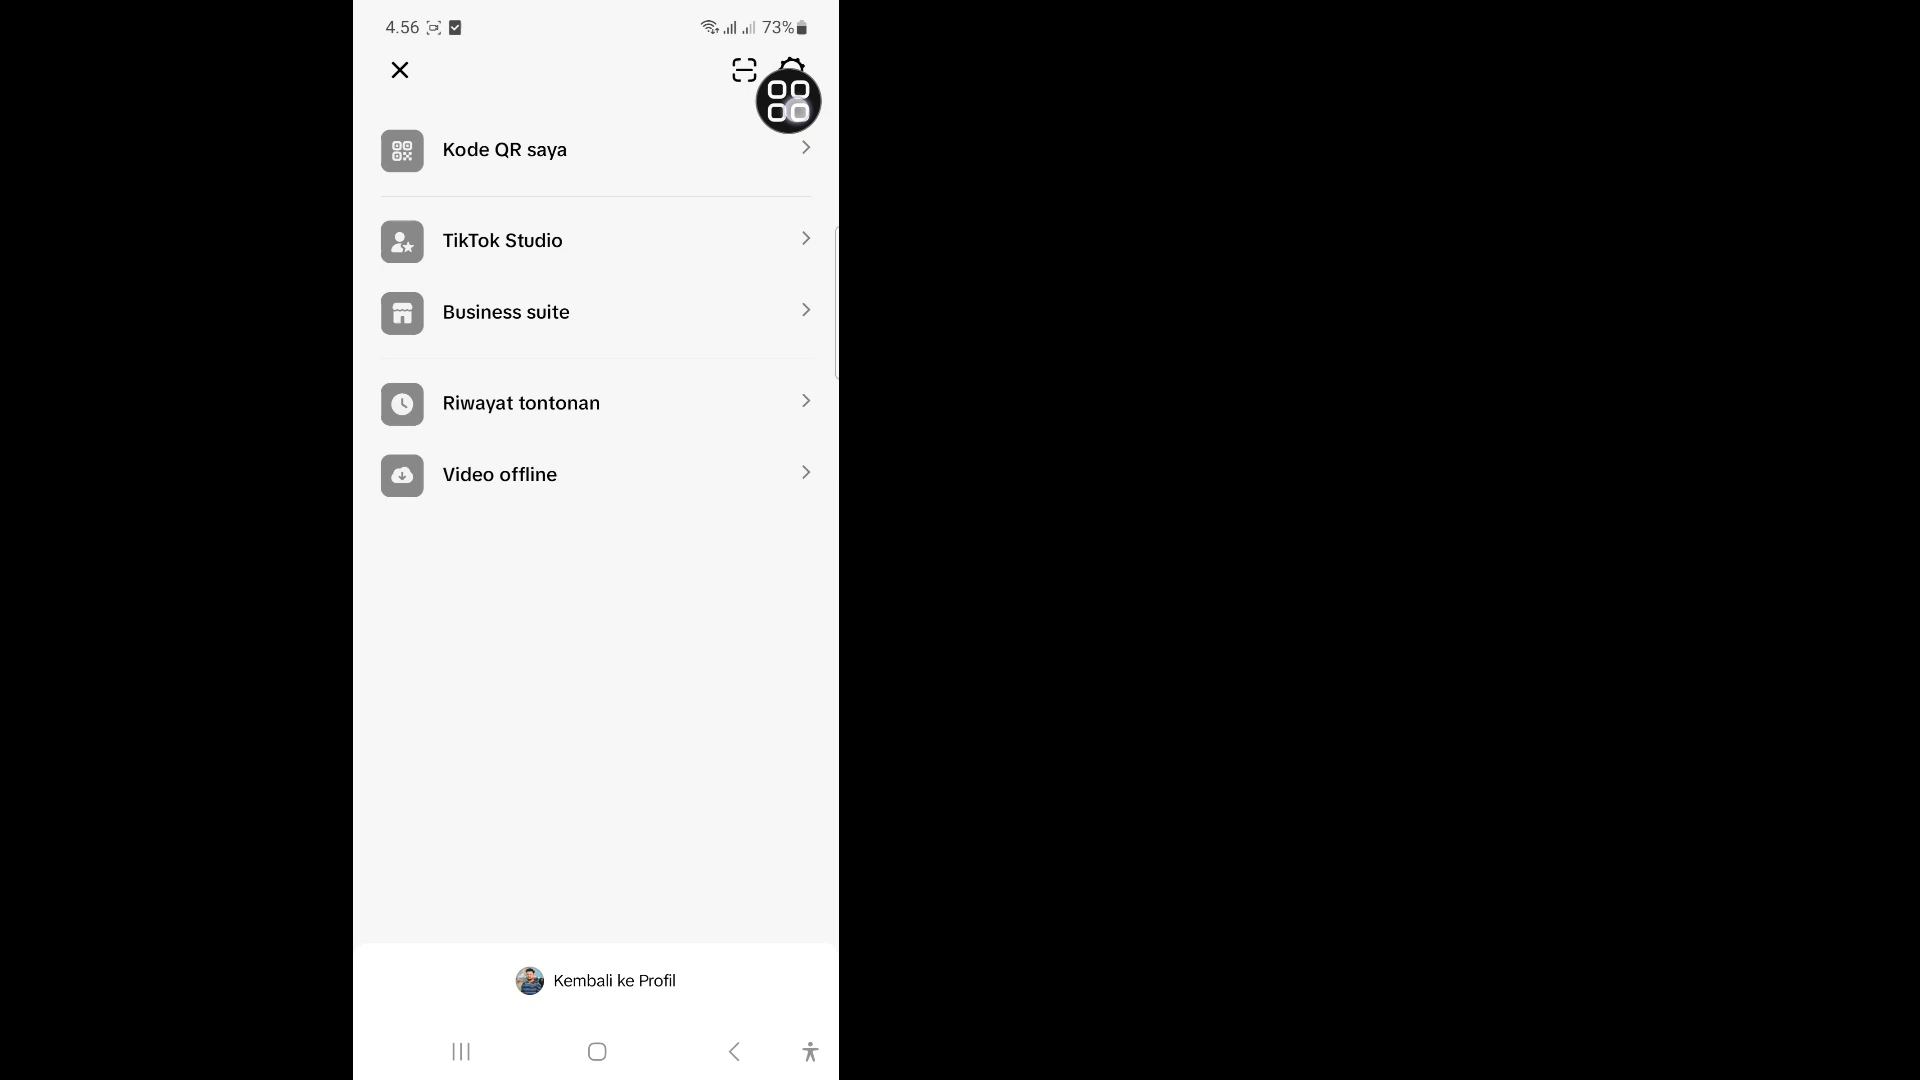 4.56
73%
Kode QR saya
TikTok Studio
Business suite
Riwayat tontonan
Video offline
Kembali ke Profil